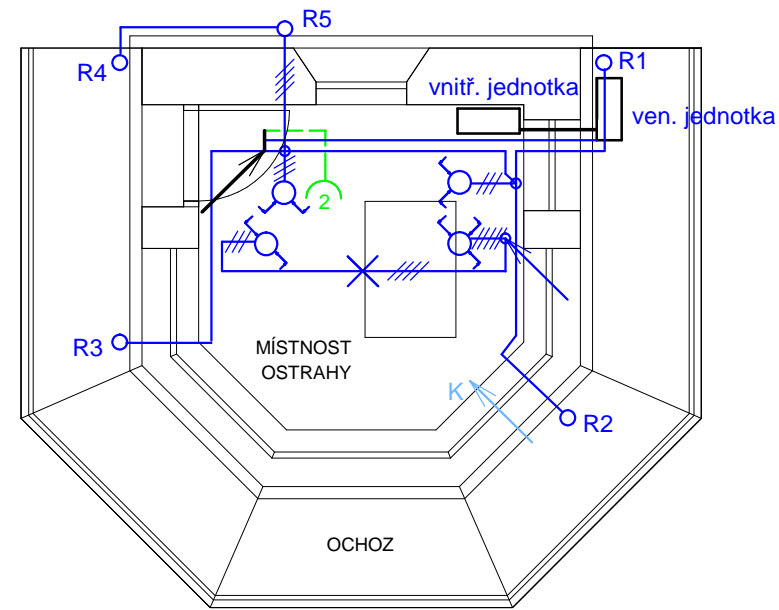 R5
R4
R1
vnitř. jednotka
ven. jednotka
2
R3
MÍSTNOST
OSTRAHY
K
R2
OCHOZ